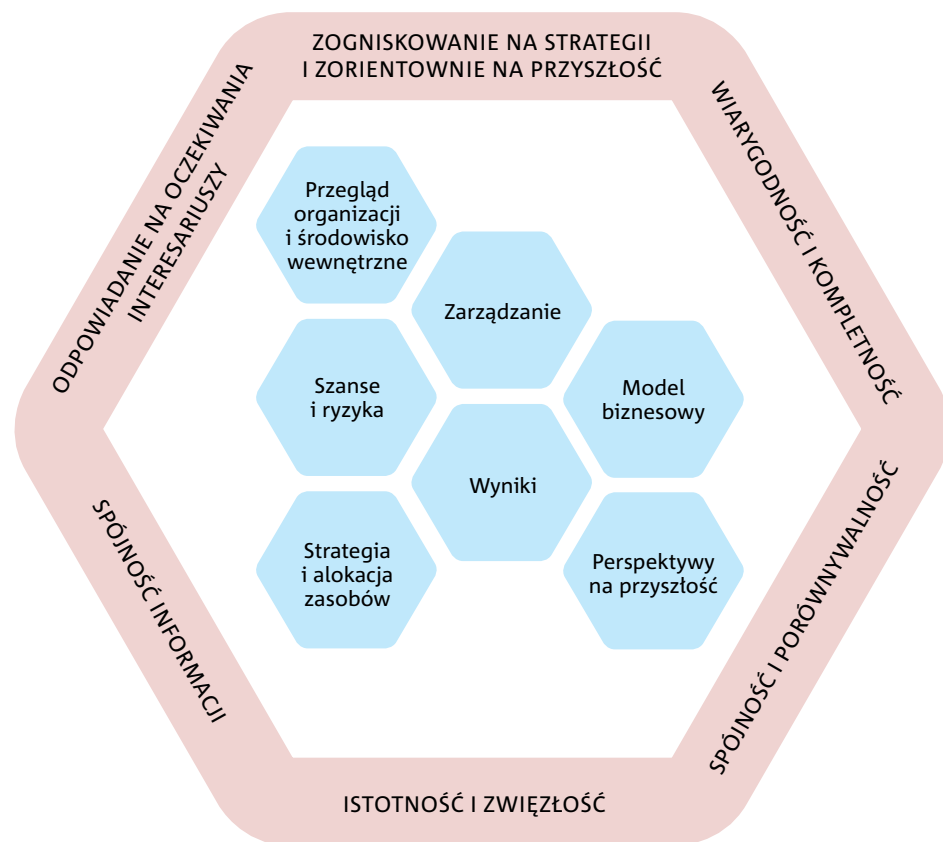 ZOGNISKOWANIE NA STRATEGII
I ZORIENTOWNIE NA PRZYSZŁOŚĆ
WIARYGODNOŚĆ I KOMPLETNOŚĆ
SPÓJNOŚĆ I PORÓWNYWALNOŚĆ
ISTOTNOŚĆ I ZWIĘZŁOŚĆ
SPÓJNOŚĆ INFORMACJI
ODPOWIADANIE NA OCZEKIWANIA
INTERESARIUSZY
Przegląd
organizacji
i środowisko
wewnętrzne
Zarządzanie
Szanse
i ryzyka
Model
biznesowy
Wyniki
Strategia
i alokacja
zasobów
Perspektywy
na przyszłość